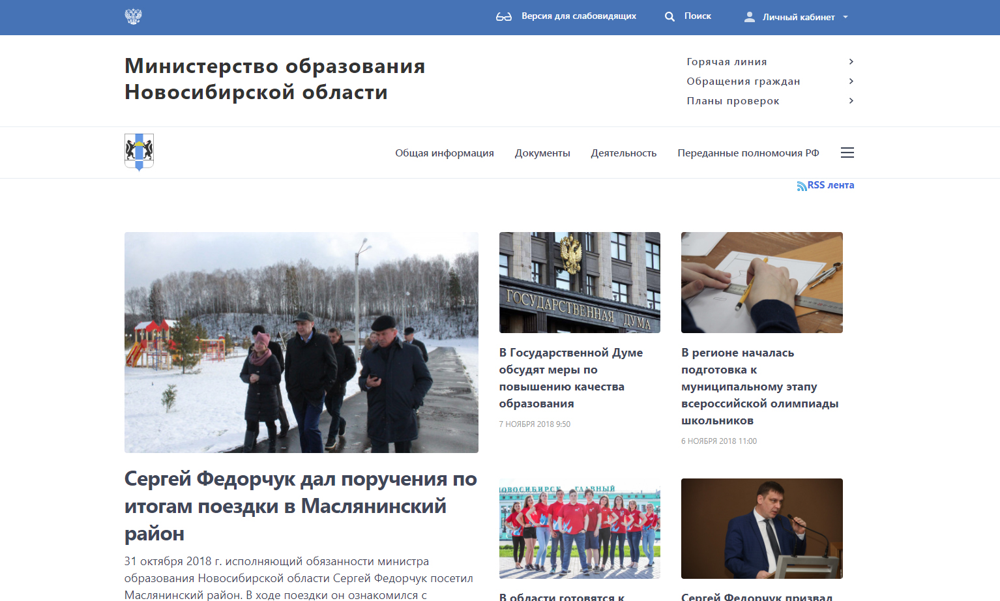 Версия для слабовидящих
Поиск
Личный кабинет
Министерство образования
Новосибирской области
Горячая линия
Обращения граждан
Планы проверок
Общая информация
Документы
Деятельность
Переданные полномочия РФ
RSS лента
ГОСУДАРСТВЕННАЯ ДУМА
Сергей Федорчук дал поручения по
итогам поездки в Маслянинский
район
31 октября 2018 г. исполняющий обязанности министра
образования Новосибирской области Сергей Федорчук посетил
Маслянинский район. В ходе поездки он ознакомился с
В Государственной Думе
обсудят меры по
повышению качества
образования
7 НОЯБРЯ 2018 9:50
В регионе началась
подготовка к
муниципальному этапу
всероссийской олимпиады
школьников
6 НОЯБРЯ 2018 11:00
НОВОСИБИРСК ГЛАВНЫЙ
В области готовятся к
Сергей Федорчук призвал